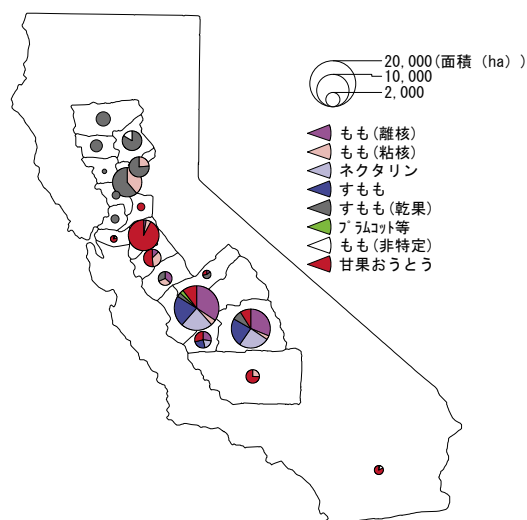 20,000(面積（ha）)
10,000
2,000
もも(離核)
もも(粘核)
ネクタリン
すもも
すもも(乾果)
ﾌﾟﾗﾑｺｯﾄ等
もも(非特定)
甘果おうとう